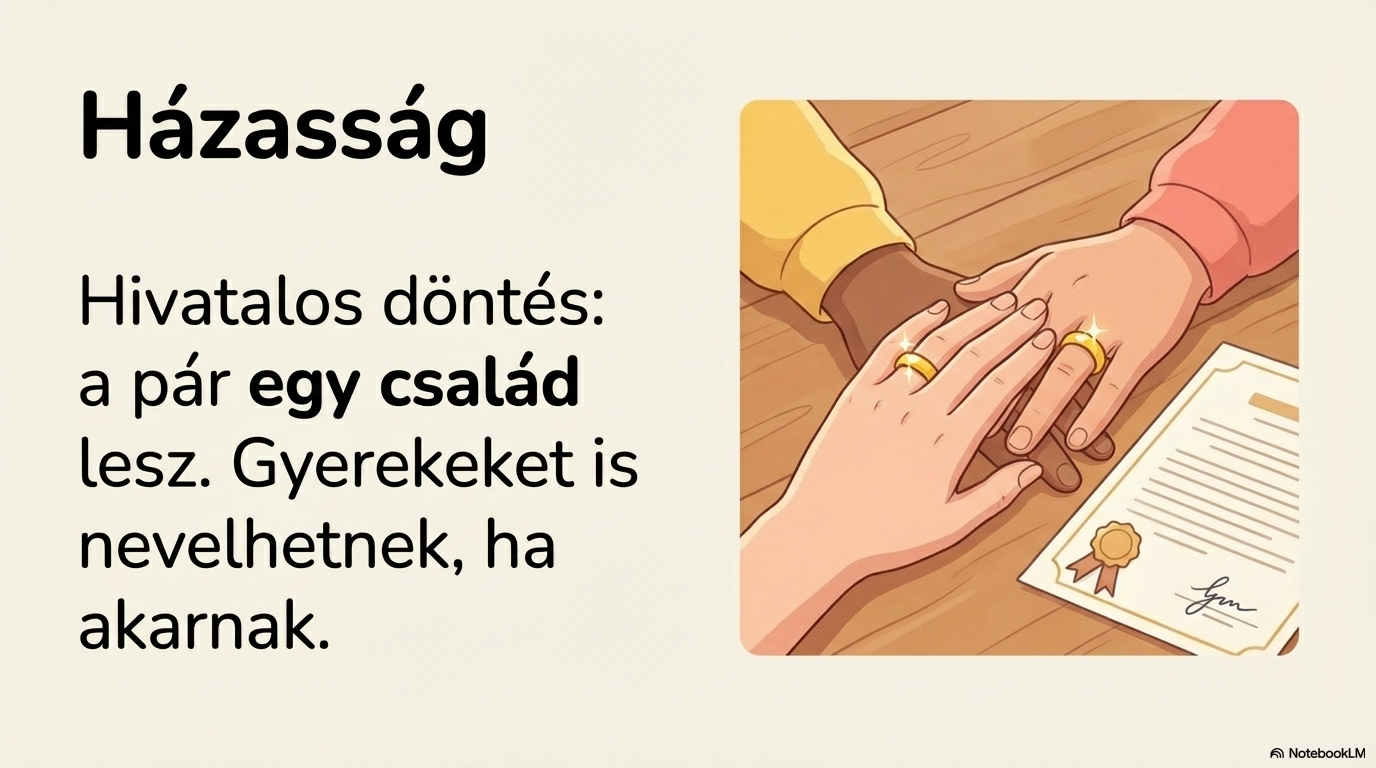 Házasság
Hivatalos döntés:
a pár egy család
lesz. Gyerekeket is
nevelhetnek, ha
akarnak.
NotebookLM